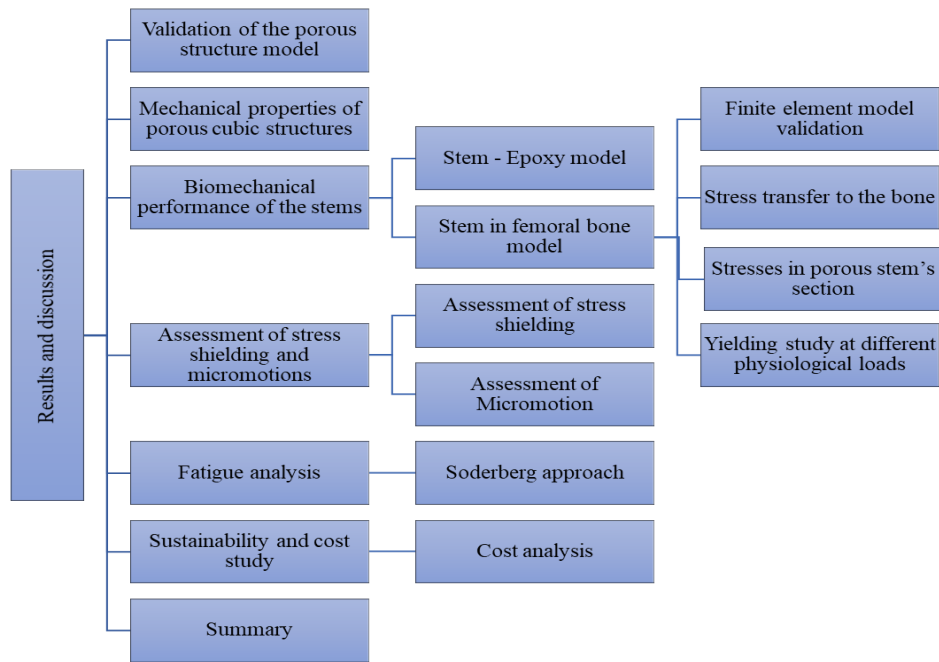 Results and discussion
Validation of the porous
structure model
Mechanical properties of
porous cubic structures
Biomechanical
performance of the stems
Assessment of stress
shielding and
micromotions
Fatigue analysis
Sustainability and cost
study
Summary
Stem - Epoxy model
Stem in femoral bone
model
Assessment of stress
shielding
Assessment of
Micromotion
Soderberg approach
Cost analysis
Finite element model
validation
Stress transfer to the bone
Stresses in porous stem’s
section
Yielding study at different
physiological loads